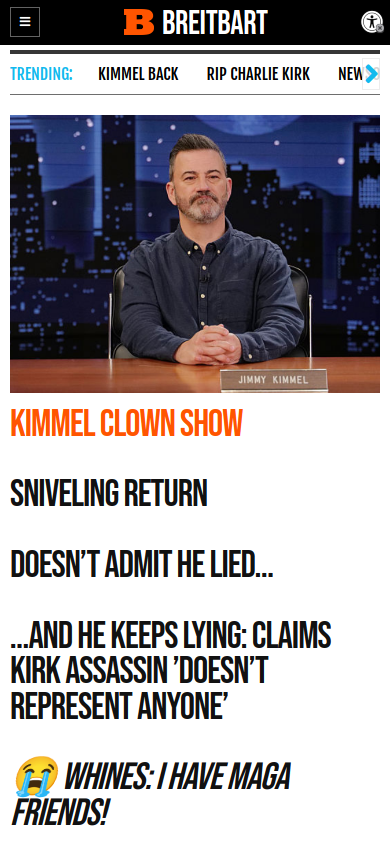 BREITBART
TRENDING: KIMMEL BACK RIP CHARLIE KIRK NEW
JIMMY KIMMEL
KIMMEL CLOWN SHOW
SNIVELING RETURN
DOESN’T ADMIT HE LIED…
…AND HE KEEPS LYING: CLAIMS
KIRK ASSASSIN ’DOESN’T
REPRESENT ANYONE’
😭 WHINES: I HAVE MAGA
FRIENDS!